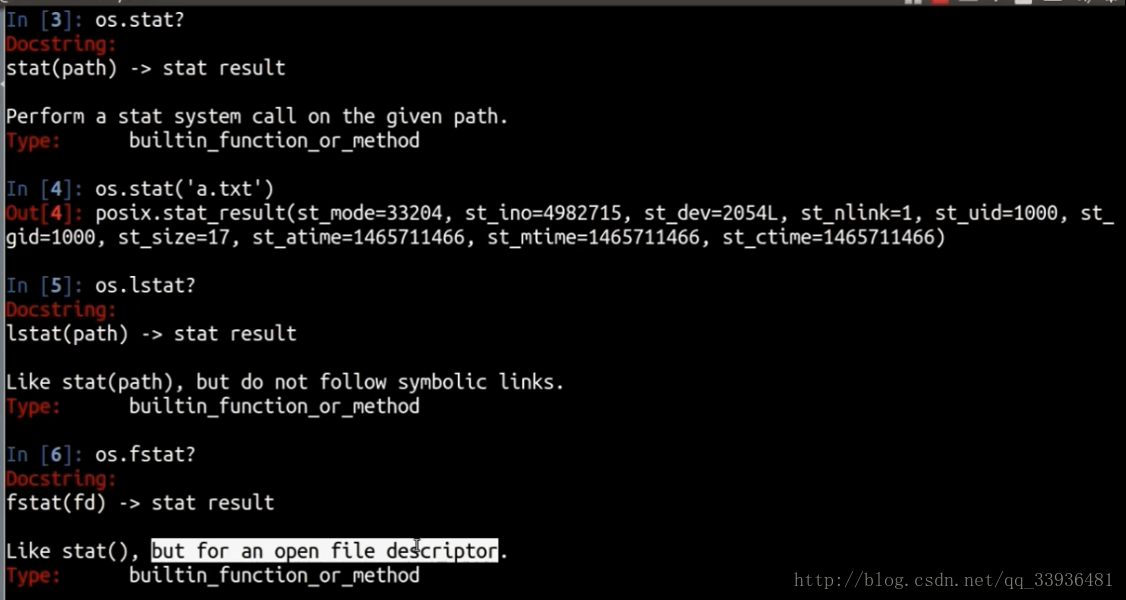 In [3]: os.stat?
Docstring:
stat(path) -> stat result
Perform a stat system call on the given path.
Type:      builtin_function_or_method
In [4]: os.stat('a.txt')
Out[4]: posix.stat_result(st_mode=33204, st_ino=4982715, st_dev=2054L, st_nlink=1, st_uid=1000, st_
gid=1000, st_size=17, st_atime=1465711466, st_mtime=1465711466, st_ctime=1465711466)
In [5]: os.lstat?
Docstring:
lstat(path) -> stat result
Like stat(path), but do not follow symbolic links.
Type:      builtin_function_or_method
In [6]: os.fstat?
Docstring:
fstat(fd) -> stat result
Like stat(), but for an open file descriptor.
Type:      builtin_function_or_method
http://blog.csdn.net/qq_33936481